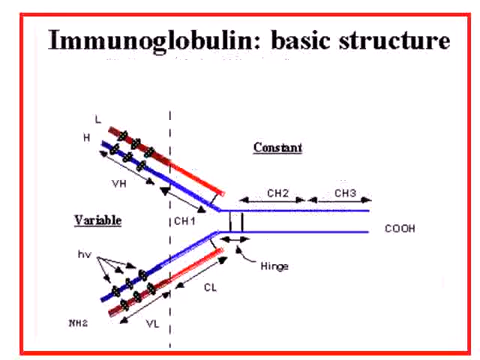 Immunoglobulin: basic structure
L
H
Constant
VH
CH2
CH3
CH1
Variable
COOH
hv
Hinge
CL
NH2
VL